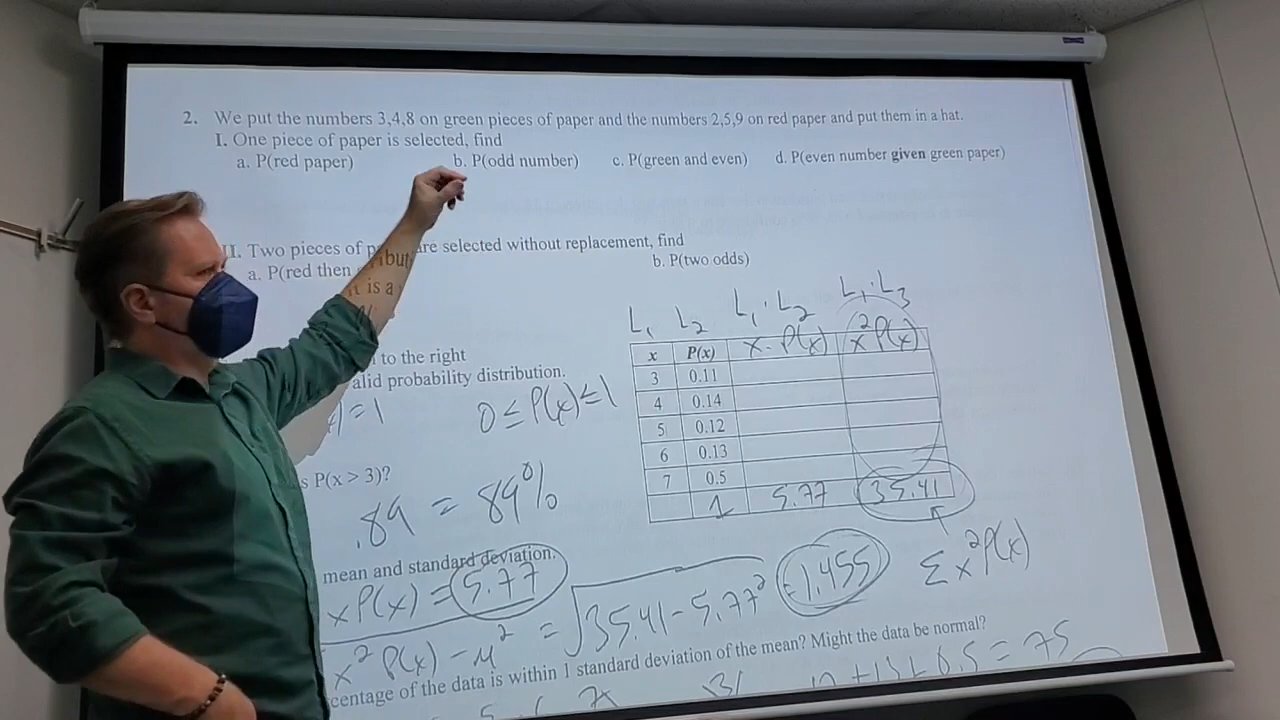 2. We put the numbers 3,4,8 on green pieces of paper and the numbers 2,5,9 on red paper and put them in a hat.
I. One piece of paper is selected, find
a. P(red paper) b. P(odd number) c. P(green and even) d. P(even number given green paper)
II. Two pieces of are selected without replacement, find
a. P(red then b. P(two odds)
but
is a
L₁ L₂ L₁·L₂ L₁·L₃
x P(x) x·P(x) x²P(x)
3 0.11
4 0.14
5 0.12
6 0.13
7 0.5
1 5.77 35.41
to the right
alid probability distribution.
)=1 0≤P(x)≤1
s P(x > 3)?
.89 = 89%
mean and standard deviation.
xP(x) = 5.77
x²P(x) - μ² = √35.41-5.77² =1.455 Σx²P(x)
centage of the data is within 1 standard deviation of the mean? Might the data be normal?
= 75